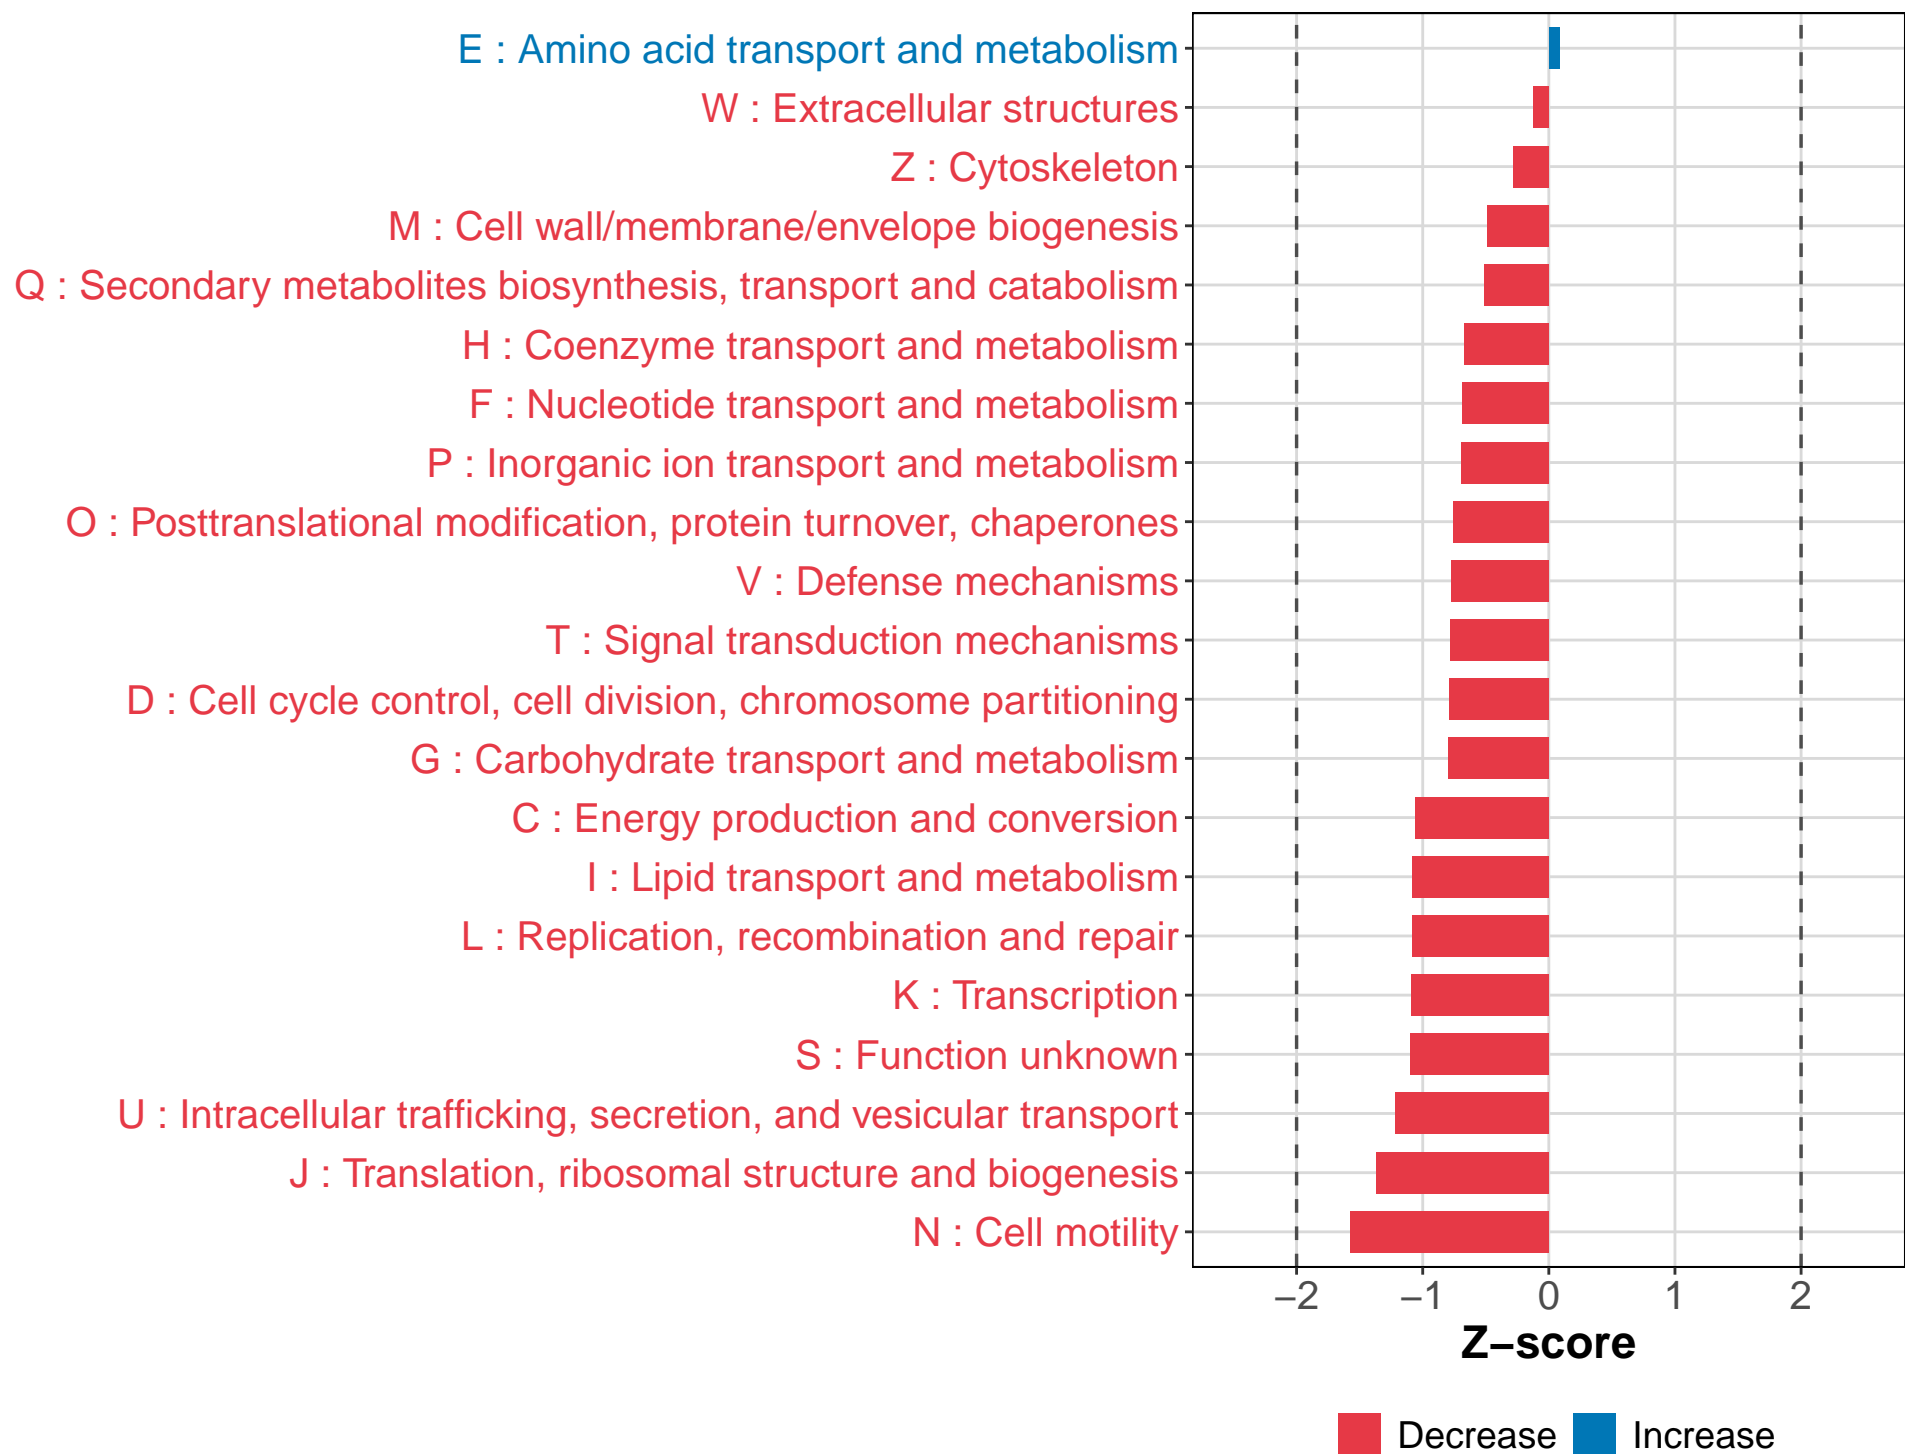 E : Amino acid transport and metabolism
W : Extracellular structures
Z : Cytoskeleton
M : Cell wall/membrane/envelope biogenesis
Q : Secondary metabolites biosynthesis, transport and catabolism
H : Coenzyme transport and metabolism
F : Nucleotide transport and metabolism
P : Inorganic ion transport and metabolism
O : Posttranslational modification, protein turnover, chaperones
V : Defense mechanisms
T : Signal transduction mechanisms
D : Cell cycle control, cell division, chromosome partitioning
G : Carbohydrate transport and metabolism
C : Energy production and conversion
I : Lipid transport and metabolism
L : Replication, recombination and repair
K : Transcription
S : Function unknown
U : Intracellular trafficking, secretion, and vesicular transport
J : Translation, ribosomal structure and biogenesis
N : Cell motility
−2 −1 0 1 2
Z−score
Decrease Increase